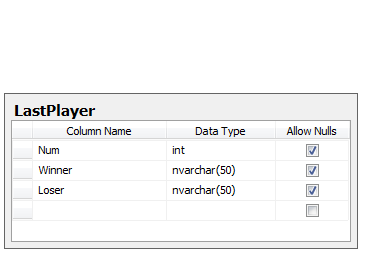 LastPlayer
Column Name Data Type Allow Nulls
Num int
Winner nvarchar(50)
Loser nvarchar(50)